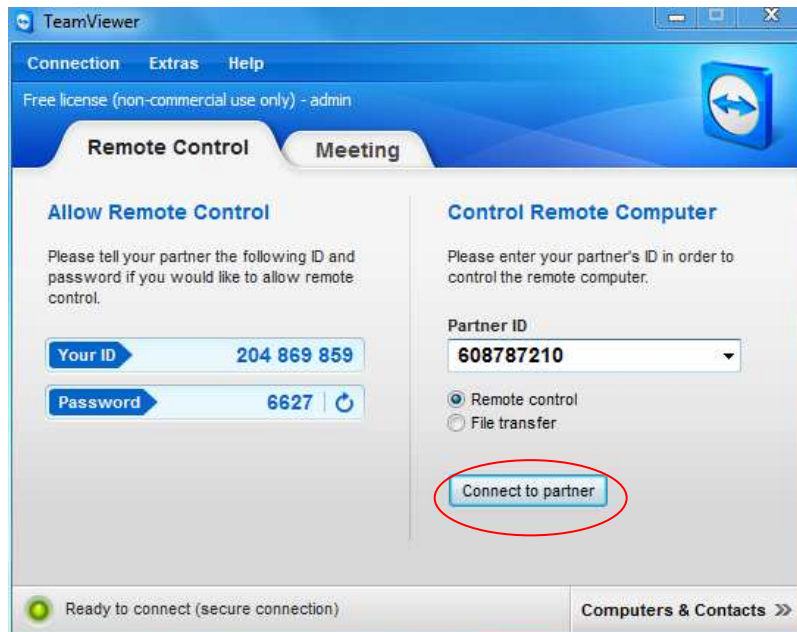 TeamViewer
Connection Extras Help
Free license (non-commercial use only) - admin
Remote Control Meeting
Allow Remote Control
Please tell your partner the following ID and
password if you would like to allow remote
control.
Your ID 204 869 859
Password 6627
Control Remote Computer
Please enter your partner's ID in order to
control the remote computer.
Partner ID
608787210
Remote control
File transfer
Connect to partner
Ready to connect (secure connection)
Computers & Contacts >>